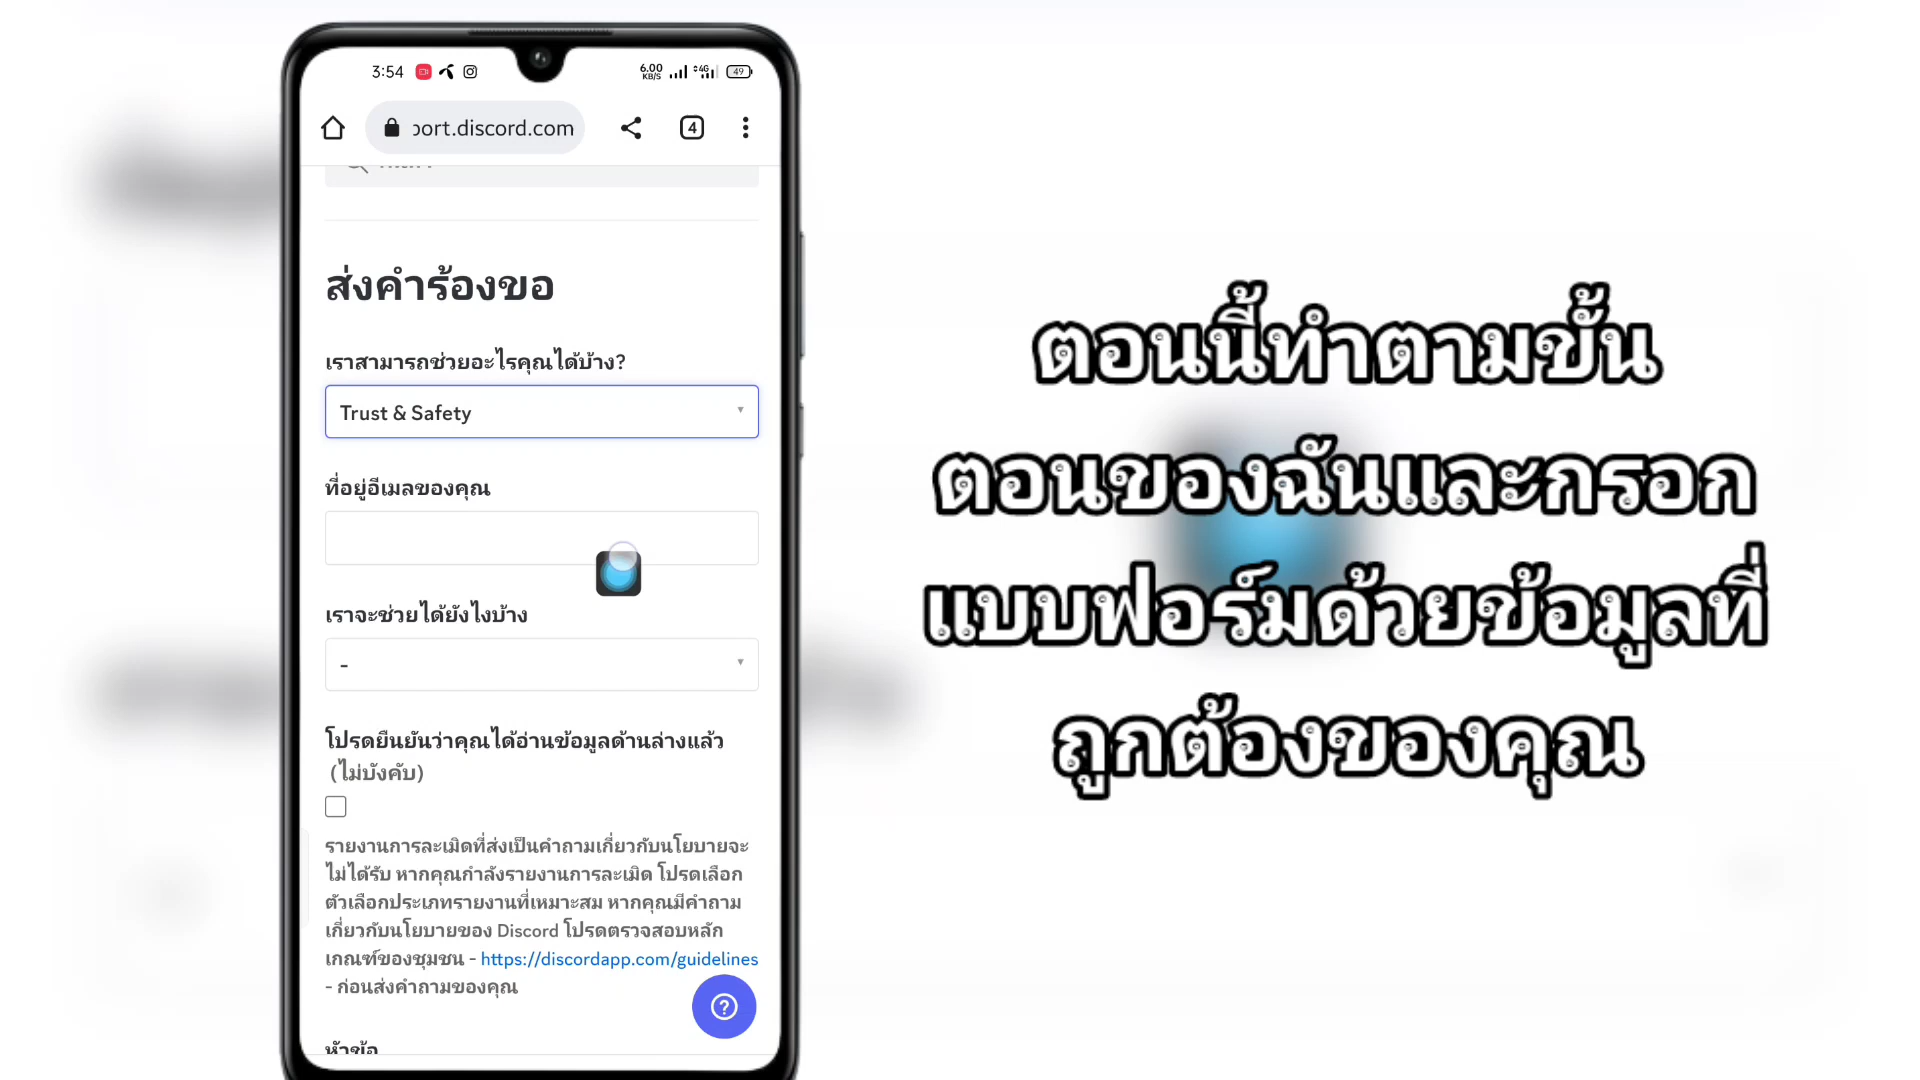 3:54
6.00
KB/S
4G
49
port.discord.com
4
ส่งคำร้องขอ
เราสามารถช่วยอะไรคุณได้บ้าง?
Trust & Safety
ที่อยู่อีเมลของคุณ
เราจะช่วยได้ยังไงบ้าง
-
โปรดยืนยันว่าคุณได้อ่านข้อมูลด้านล่างแล้ว
(ไม่บังคับ)
รายงานการละเมิดที่ส่งเป็นคำถามเกี่ยวกับนโยบายจะ
ไม่ได้รับ หากคุณกำลังรายงานการละเมิด โปรดเลือก
ตัวเลือกประเภทรายงานที่เหมาะสม หากคุณมีคำถาม
เกี่ยวกับนโยบายของ Discord โปรดตรวจสอบหลัก
เกณฑ์ของชุมชน - https://discordapp.com/guidelines
- ก่อนส่งคำถามของคุณ
หัวข้อ
ตอนนี้ทำตามขั้น
ตอนของฉันและกรอก
แบบฟอร์มด้วยข้อมูลที่
ถูกต้องของคุณ